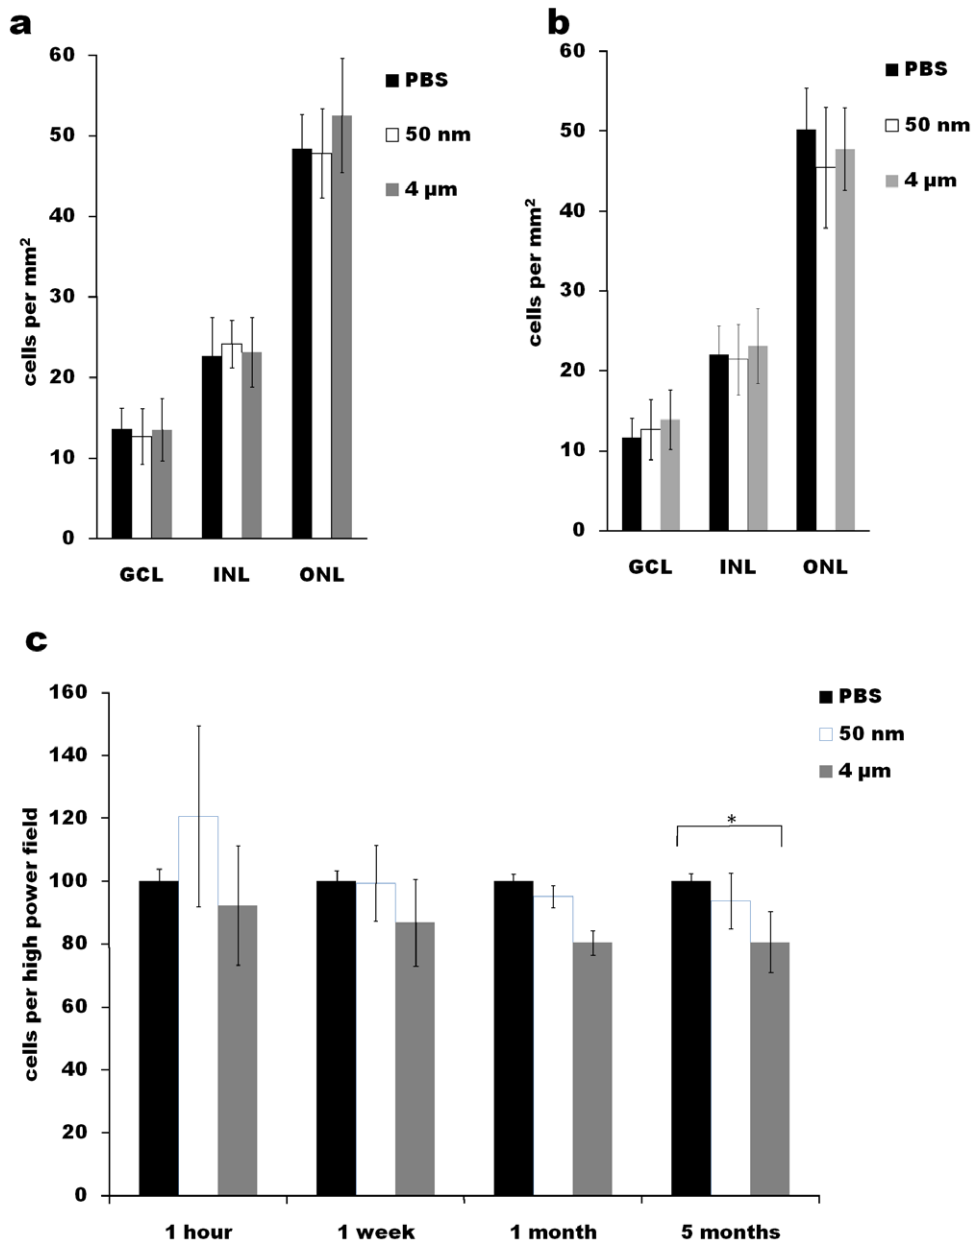 a
60
50
40
30
20
10
0
cells per mm²
PBS
50 nm
4 µm
GCL INL ONL
b
60
50
40
30
20
10
0
cells per mm²
PBS
50 nm
4 µm
GCL INL ONL
c
160
140
120
100
80
60
40
20
0
cells per high power field
PBS
50 nm
4 µm
*
1 hour 1 week 1 month 5 months